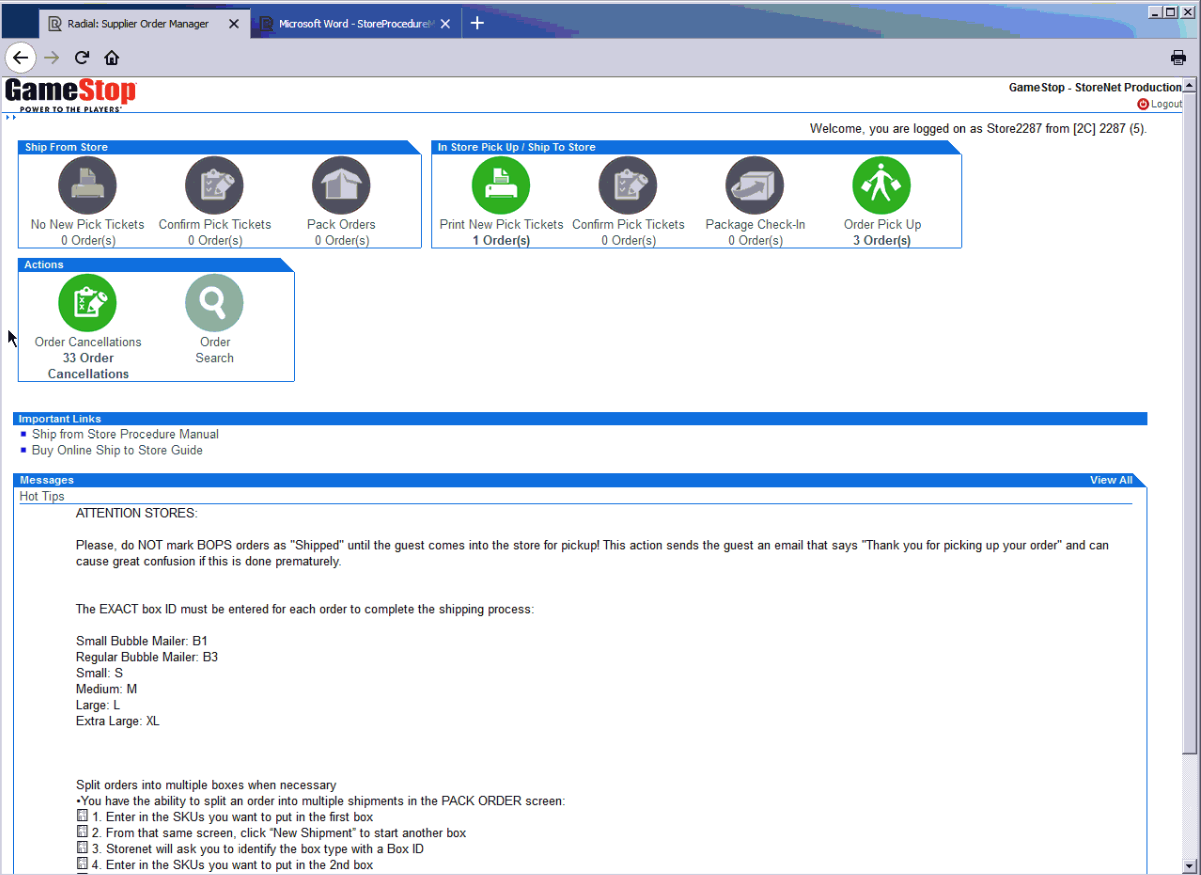 Radial: Supplier Order Manager
Microsoft Word - StoreProcedureM
GameStop
POWER TO THE PLAYERS
GameStop - StoreNet Production
Logout
Welcome, you are logged on as Store2287 from [2C] 2287 (5).
Ship From Store
No New Pick Tickets
0 Order(s)
Confirm Pick Tickets
0 Order(s)
Pack Orders
0 Order(s)
In Store Pick Up / Ship To Store
Print New Pick Tickets
1 Order(s)
Confirm Pick Tickets
0 Order(s)
Package Check-In
0 Order(s)
Order Pick Up
3 Order(s)
Actions
Order Cancellations
33 Order
Cancellations
Order
Search
Important Links
Ship from Store Procedure Manual
Buy Online Ship to Store Guide
Messages
View All
Hot Tips
ATTENTION STORES:
Please, do NOT mark BOPS orders as "Shipped" until the guest comes into the store for pickup! This action sends the guest an email that says "Thank you for picking up your order" and can
cause great confusion if this is done prematurely.
The EXACT box ID must be entered for each order to complete the shipping process:
Small Bubble Mailer: B1
Regular Bubble Mailer: B3
Small: S
Medium: M
Large: L
Extra Large: XL
Split orders into multiple boxes when necessary
•You have the ability to split an order into multiple shipments in the PACK ORDER screen:
1. Enter in the SKUs you want to put in the first box
2. From that same screen, click “New Shipment” to start another box
3. Storenet will ask you to identify the box type with a Box ID
4. Enter in the SKUs you want to put in the 2nd box